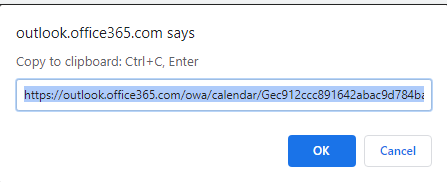 outlook.office365.com says
Copy to clipboard: Ctrl+C, Enter
https://outlook.office365.com/owa/calendar/Gec912ccc891642abac9d784ba
OK Cancel